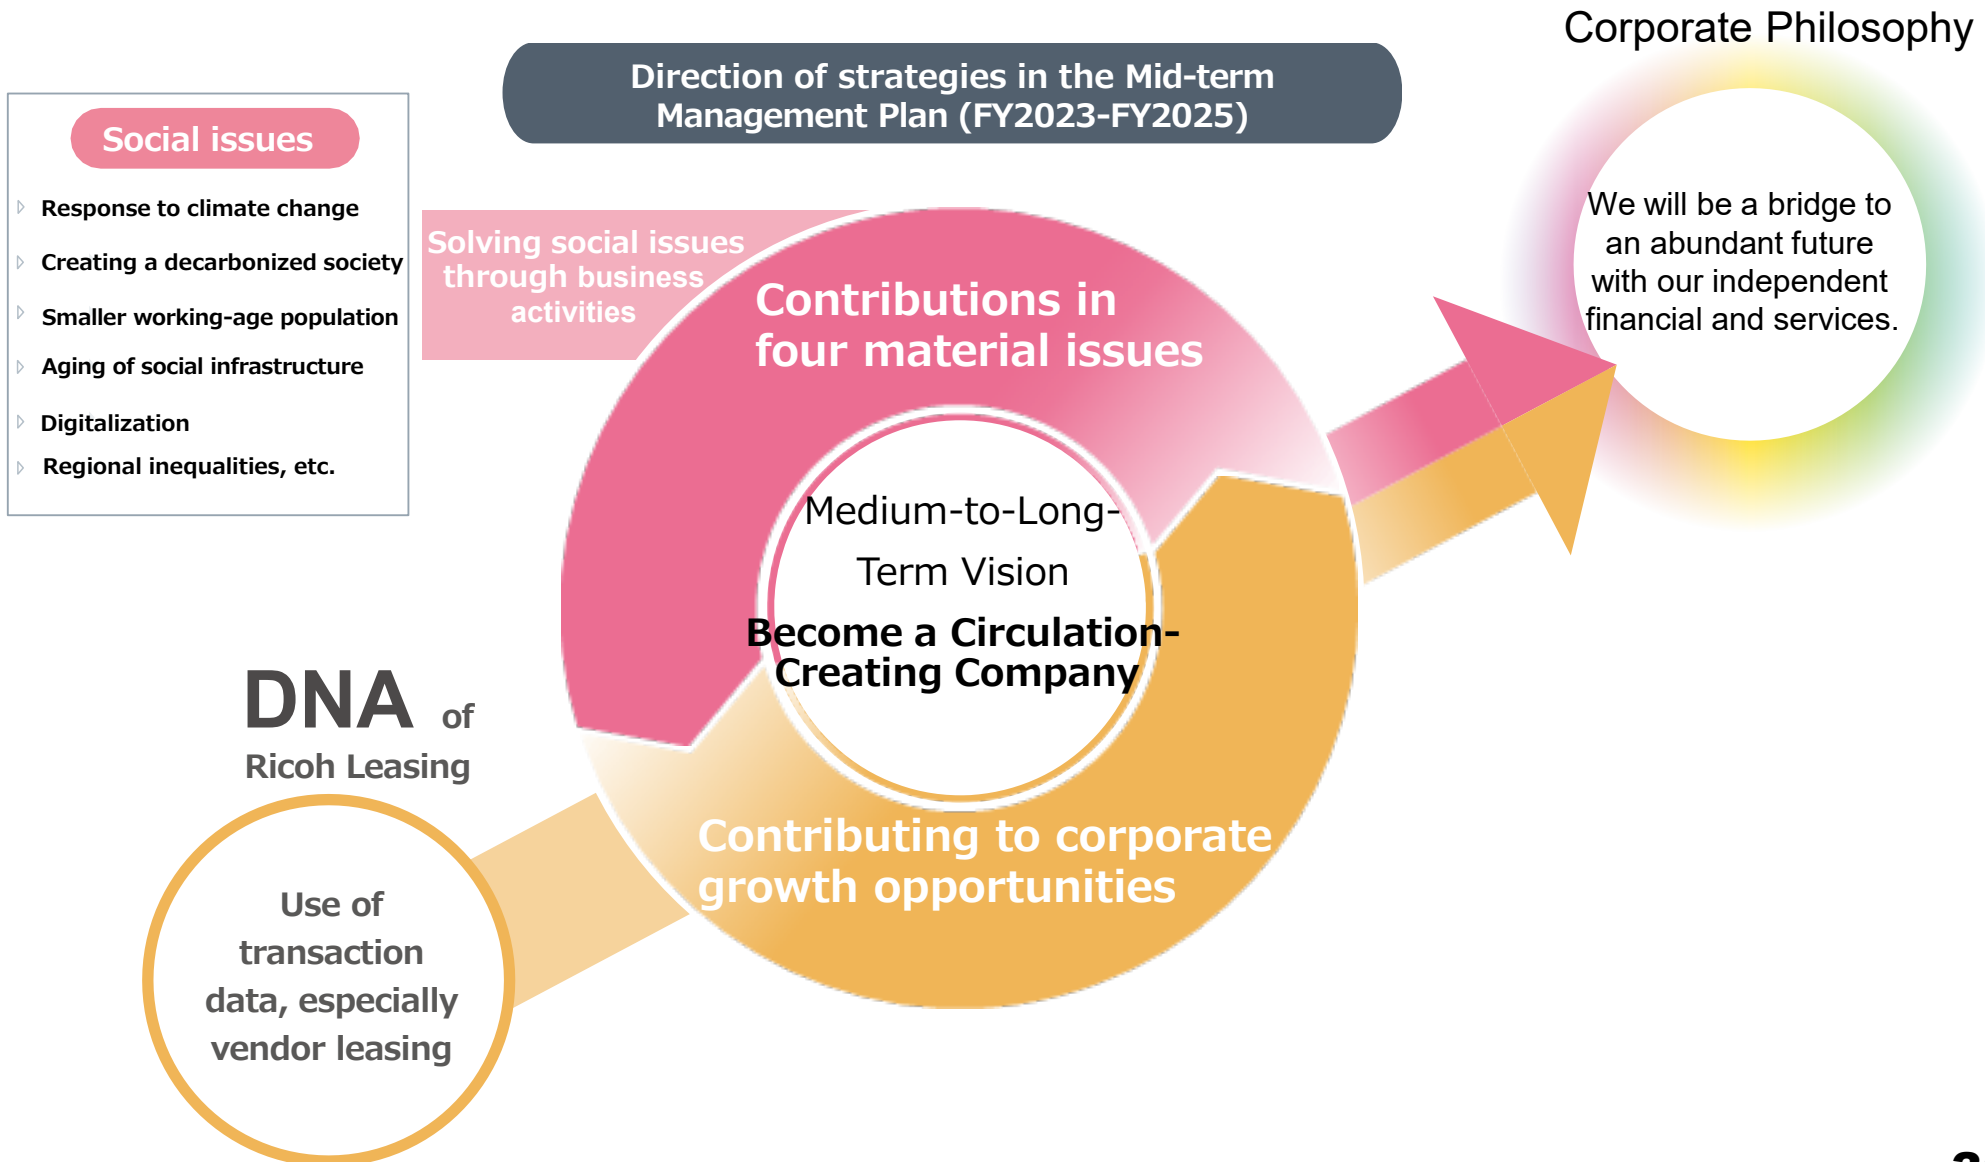 Corporate Philosophy
Direction of strategies in the Mid-term
Management Plan (FY2023-FY2025)
Social issues
Response to climate change
Creating a decarbonized society
Smaller working-age population
Aging of social infrastructure
Digitalization
Regional inequalities, etc.
Solving social issues
through business
activities
Contributions in
four material issues
We will be a bridge to
an abundant future
with our independent
financial and services.
Medium-to-Long-
Term Vision
Become a Circulation-
Creating Company
DNA of
Ricoh Leasing
Use of
transaction
data, especially
vendor leasing
Contributing to corporate
growth opportunities